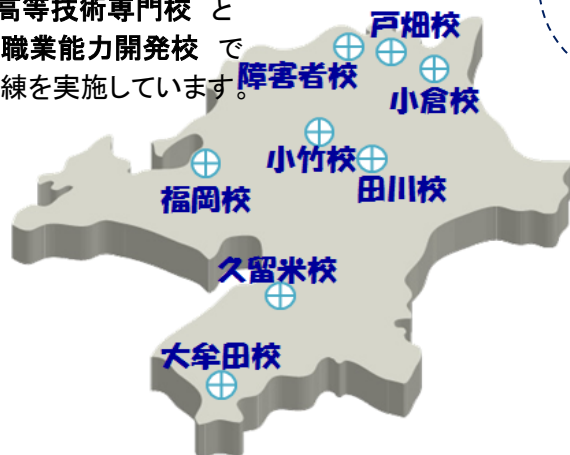 高等技術専門校 と
職業能力開発校 で
練を実施しています。
戸畑校
障害者校
小倉校
小竹校
田川校
福岡校
久留米校
大牟田校